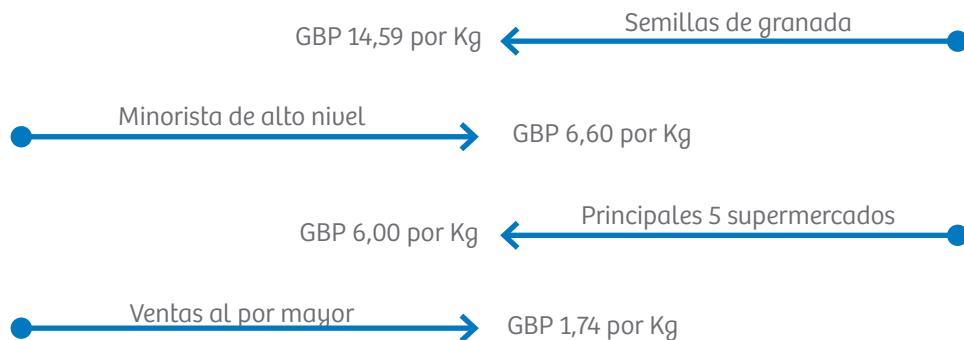 GBP 14,59 por Kg
Semillas de granada
Minorista de alto nivel
GBP 6,60 por Kg
GBP 6,00 por Kg
Principales 5 supermercados
Ventas al por mayor
GBP 1,74 por Kg